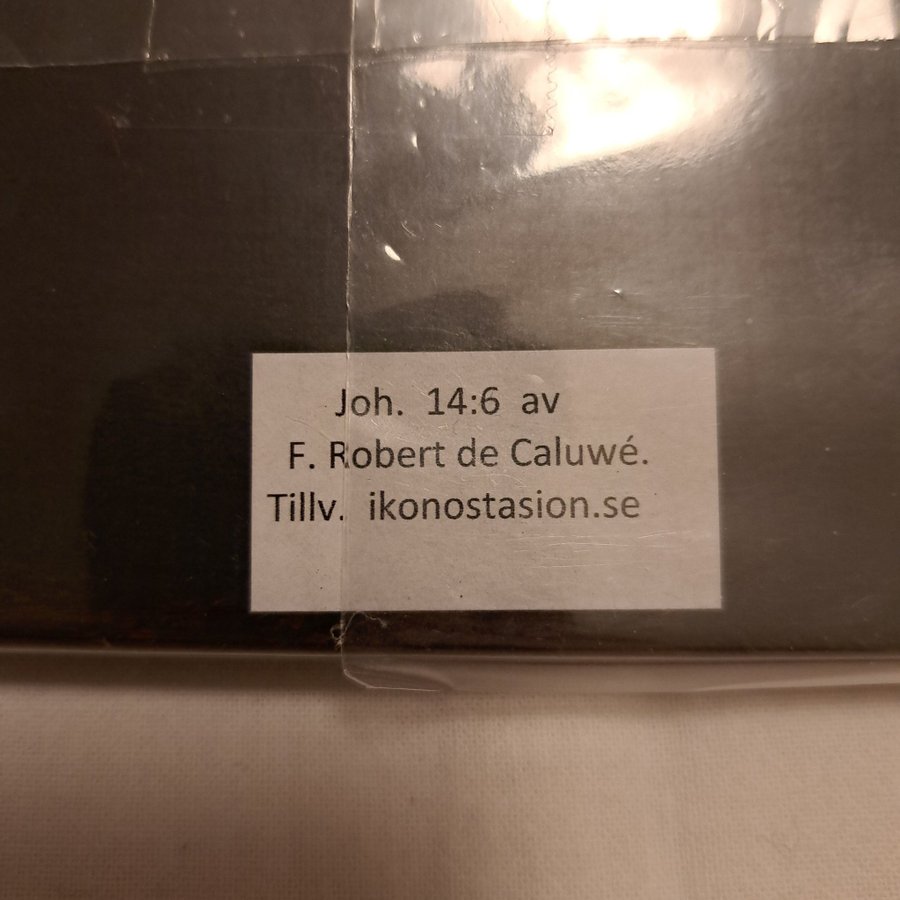 Joh. 14:6 av
F. Robert de Caluwé.
Tillv. ikonostasion.se